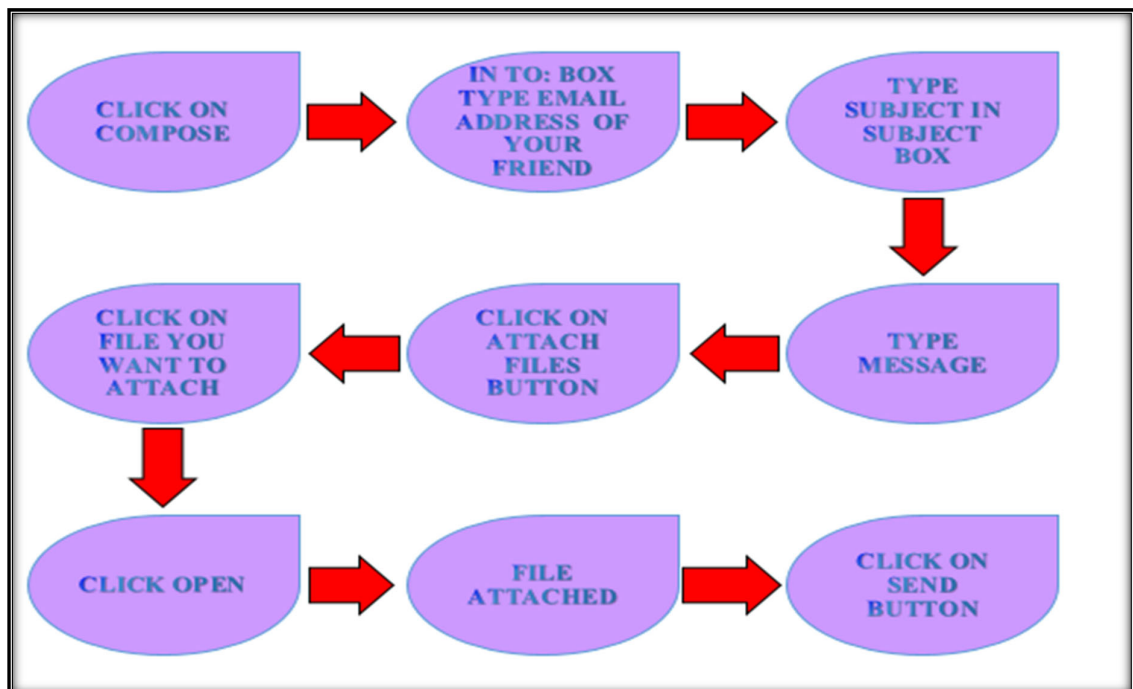 CLICK ON
COMPOSE
IN TO: BOX
TYPE EMAIL
ADDRESS OF
YOUR
FRIEND
TYPE
SUBJECT IN
SUBJECT
BOX
TYPE
MESSAGE
CLICK ON
ATTACH
FILES
BUTTON
CLICK ON
FILE YOU
WANT TO
ATTACH
CLICK OPEN
FILE
ATTACHED
CLICK ON
SEND
BUTTON